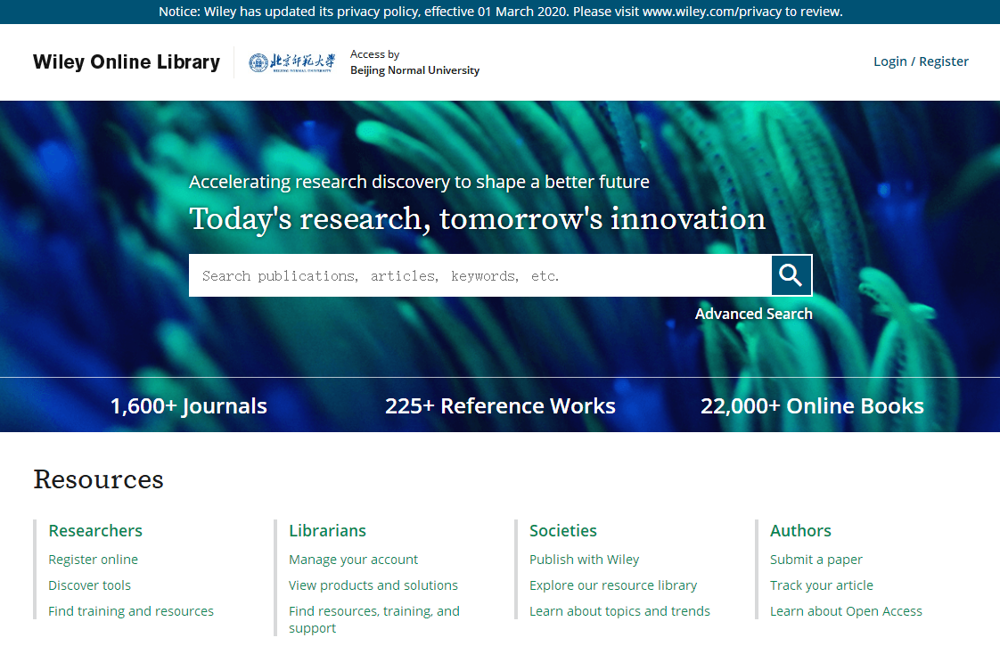 Notice: Wiley has updated its privacy policy, effective 01 March 2020. Please visit www.wiley.com/privacy to review.
Wiley Online Library
北京师范大学
BEIJING NORMAL UNIVERSITY
Access by
Beijing Normal University
Login / Register
Accelerating research discovery to shape a better future
Today's research, tomorrow's innovation
Search publications, articles, keywords, etc.
Advanced Search
1,600+ Journals
225+ Reference Works
22,000+ Online Books
Resources
Researchers
Register online
Discover tools
Find training and resources
Librarians
Manage your account
View products and solutions
Find resources, training, and
support
Societies
Publish with Wiley
Explore our resource library
Learn about topics and trends
Authors
Submit a paper
Track your article
Learn about Open Access